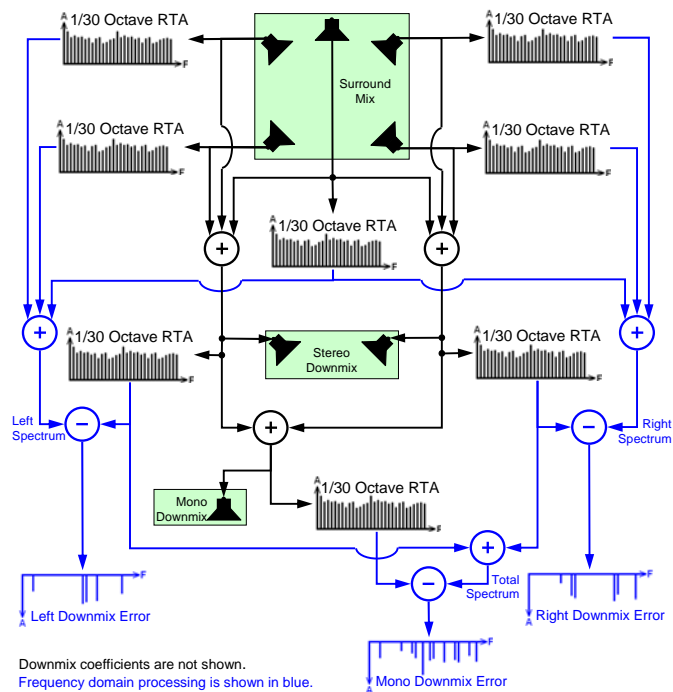 A
1/30 Octave RTA
F
A
1/30 Octave RTA
F
Surround
Mix
A
1/30 Octave RTA
F
A
1/30 Octave RTA
F
A
1/30 Octave RTA
F
+
+
+
+
A
1/30 Octave RTA
F
Stereo
Downmix
A
1/30 Octave RTA
F
Left
Spectrum
−
+
−
Right
Spectrum
Mono
Downmix
A
1/30 Octave RTA
F
+
−
Total
Spectrum
F
A
Left Downmix Error
F
A
Right Downmix Error
F
A
Mono Downmix Error
Downmix coefficients are not shown.
Frequency domain processing is shown in blue.